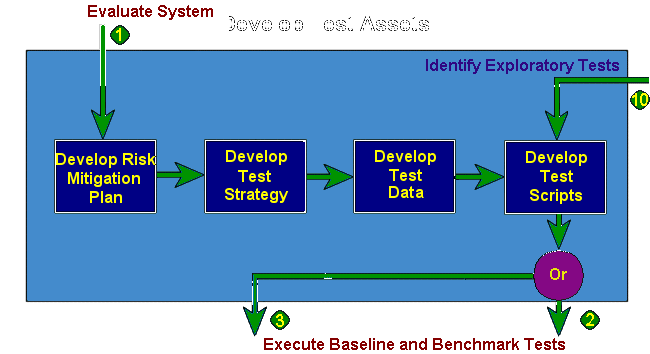 Evaluate System
Develop Test Assets
1
Identify Exploratory Tests
10
Develop Risk
Mitigation
Plan
Develop
Test
Strategy
Develop
Test
Data
Develop
Test
Scripts
Or
3
2
Execute Baseline and Benchmark Tests